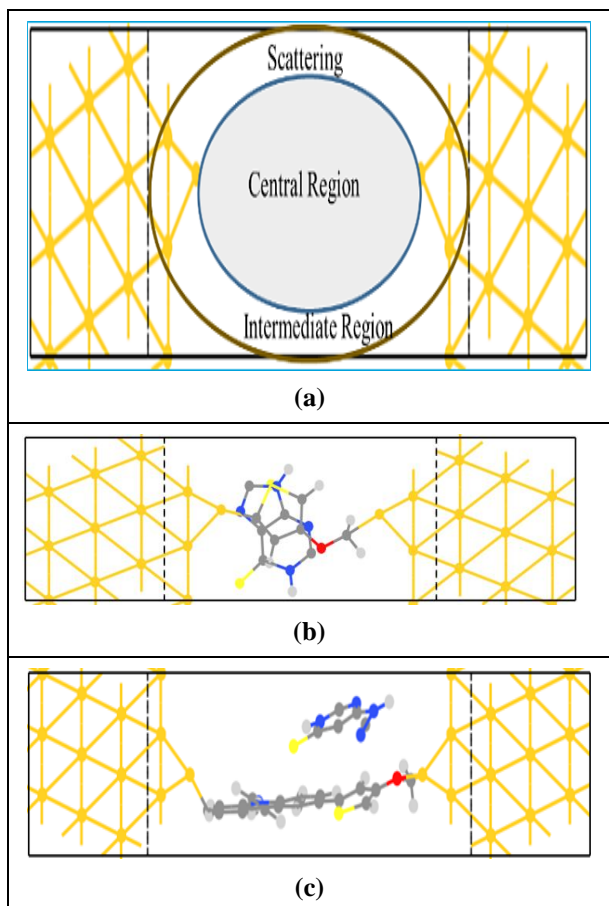 Scattering
Central Region
Intermediate Region
(a)
(b)
(c)